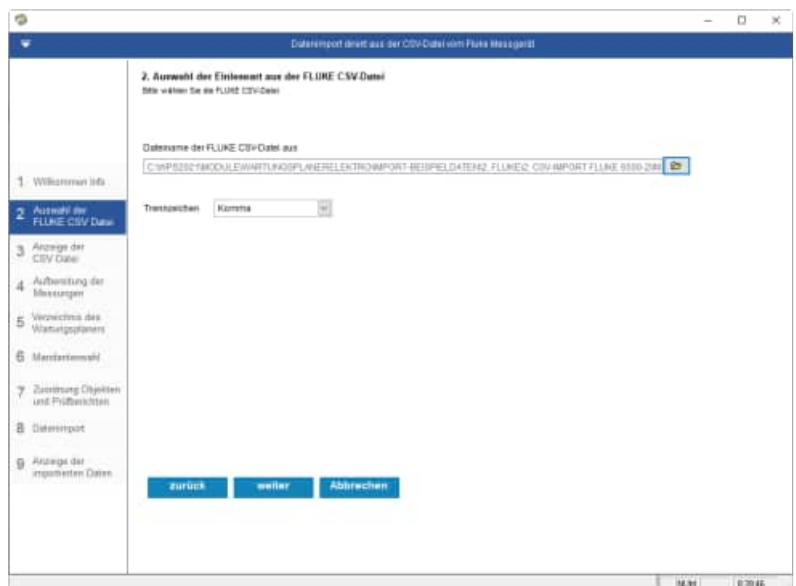 Datenimport direkt aus der CSV-Datei vom Fluke Messgerät
2. Auswahl der Einleseart aus der FLUKE CSV-Datei
Bitte wählen Sie die FLUKE CSV-Datei
Dateiname der FLUKE CSV-Datei aus
Trennzeichen Komma
1 Willkommen Info
2 Auswahl der
FLUKE CSV Datei
3 Anzeige der
CSV Datei
4 Aufbereitung der
Messungen
5 Verzeichnis des
Wartungsplaners
6 Mandantenwahl
7 Zuordnung Objekten
und Prüfberichten
8 Datenimport
9 Anzeige der
importierten Daten
zurück weiter Abbrechen
NUM